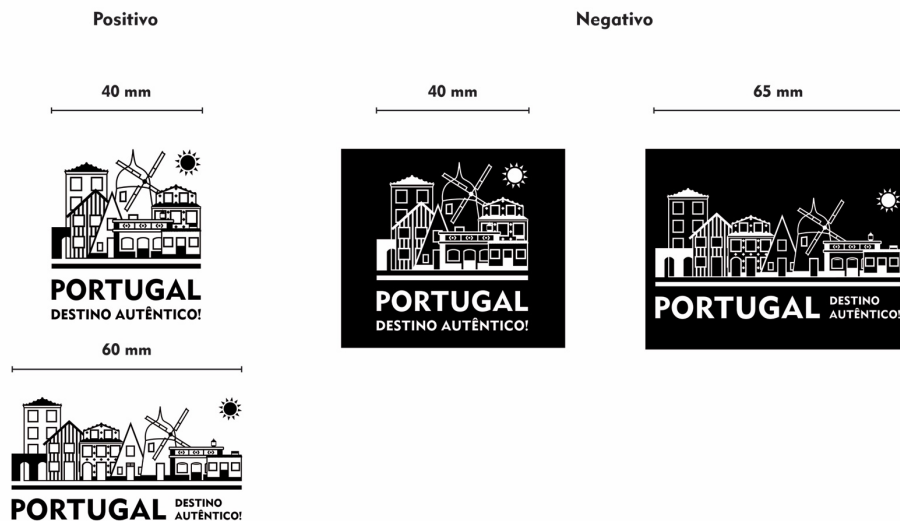 Positivo
Negativo
40 mm
40 mm
65 mm
PORTUGAL
DESTINO AUTÊNTICO!
PORTUGAL
DESTINO AUTÊNTICO!
PORTUGAL
DESTINO
AUTÊNTICO!
60 mm
PORTUGAL
DESTINO
AUTÊNTICO!